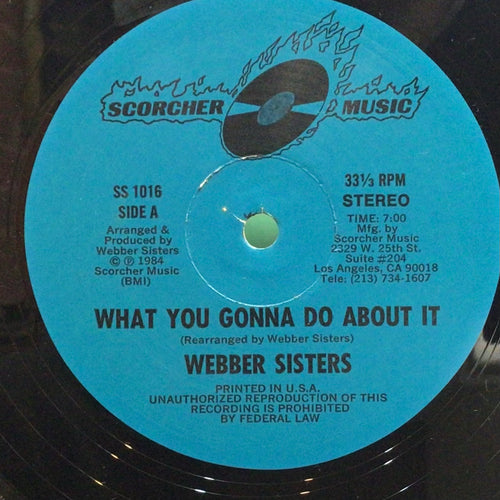 SCORCHER MUSIC
SS 1016
SIDE A
Arranged &
Produced by
Webber Sisters
© ℗ 1984
Scorcher Music
(BMI)
33⅓ RPM
STEREO
TIME: 7:00
Mfg. by
Scorcher Music
2329 W. 25th St.
Suite #204
Los Angeles, CA 90018
Tele: (213) 734-1607
WHAT YOU GONNA DO ABOUT IT
(Rearranged by Webber Sisters)
WEBBER SISTERS
PRINTED IN U.S.A.
UNAUTHORIZED REPRODUCTION OF THIS
RECORDING IS PROHIBITED
BY FEDERAL LAW